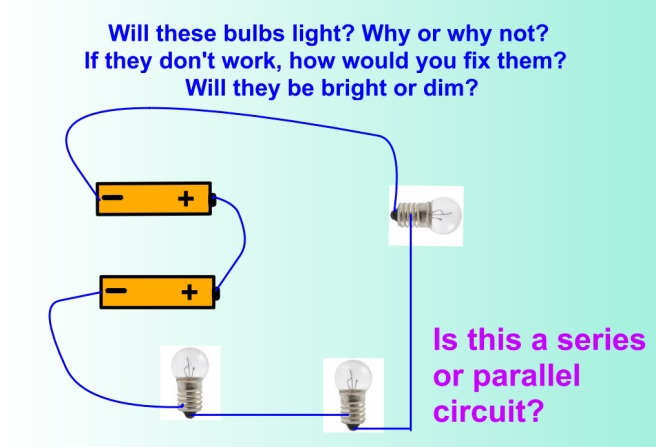 Will these bulbs light? Why or why not?
If they don't work, how would you fix them?
Will they be bright or dim?
− +
− +
Is this a series
or parallel
circuit?